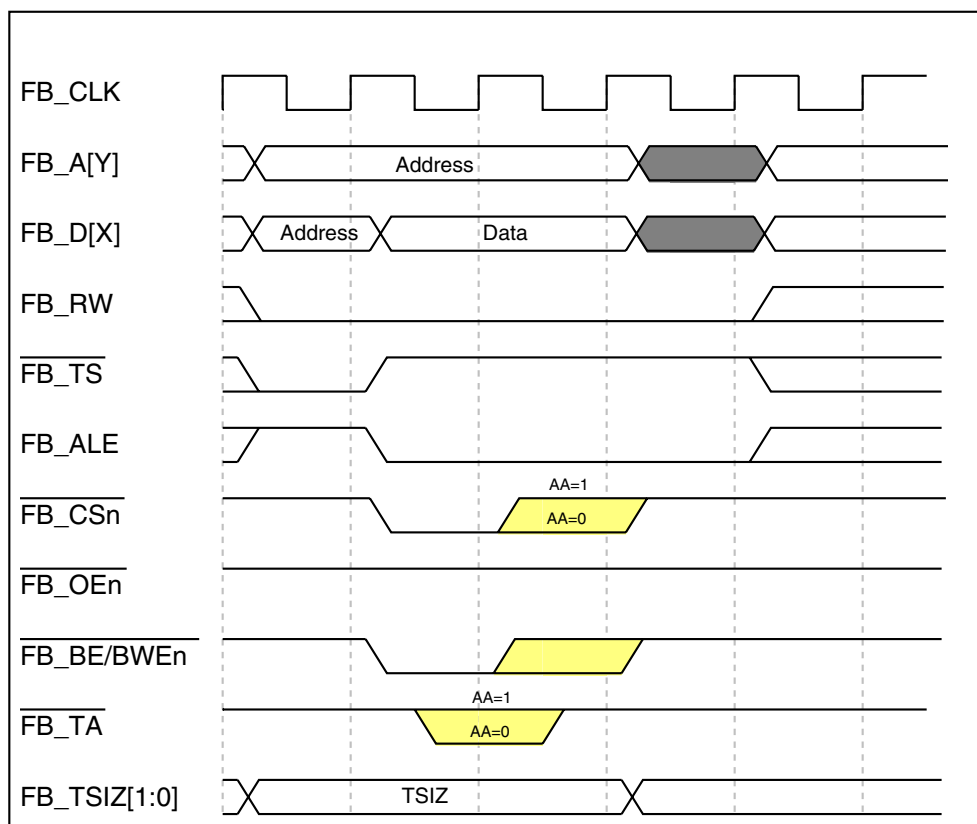 FB_CLK
FB_A[Y] Address
FB_D[X] Address Data
FB_RW
FB_TS
FB_ALE
AA=1
FB_CSn AA=0
FB_OEn
FB_BE/BWEn
AA=1
FB_TA AA=0
FB_TSIZ[1:0] TSIZ